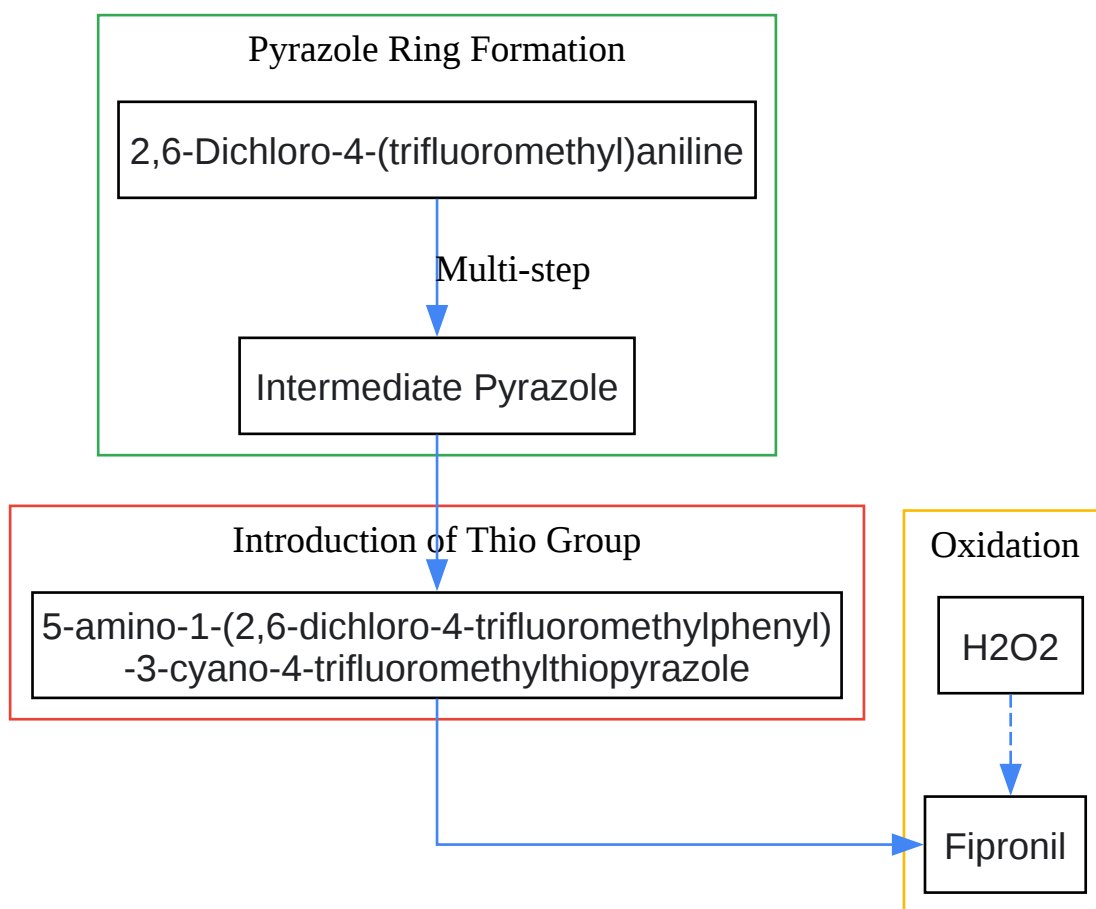 Pyrazole Ring Formation
2,6-Dichloro-4-(trifluoromethyl)aniline
Multi-step
Intermediate Pyrazole
Introduction of Thio Group
5-amino-1-(2,6-dichloro-4-trifluoromethylphenyl)
-3-cyano-4-trifluoromethylthiopyrazole
Oxidation
H2O2
Fipronil